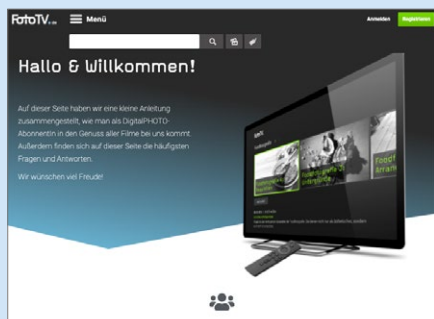 FotoTV.
Menü
Anmelden
Registrieren
Hallo & Willkommen!
Auf dieser Seite haben wir eine kleine Anleitung
zusammengestellt, wie man als DigitalPHOTO-
AbonnentIn in den Genuss aller Filme bei uns kommt.
Außerdem finden sich auf dieser Seite die häufigsten
Fragen und Antworten.
Wir wünschen viel Freude!